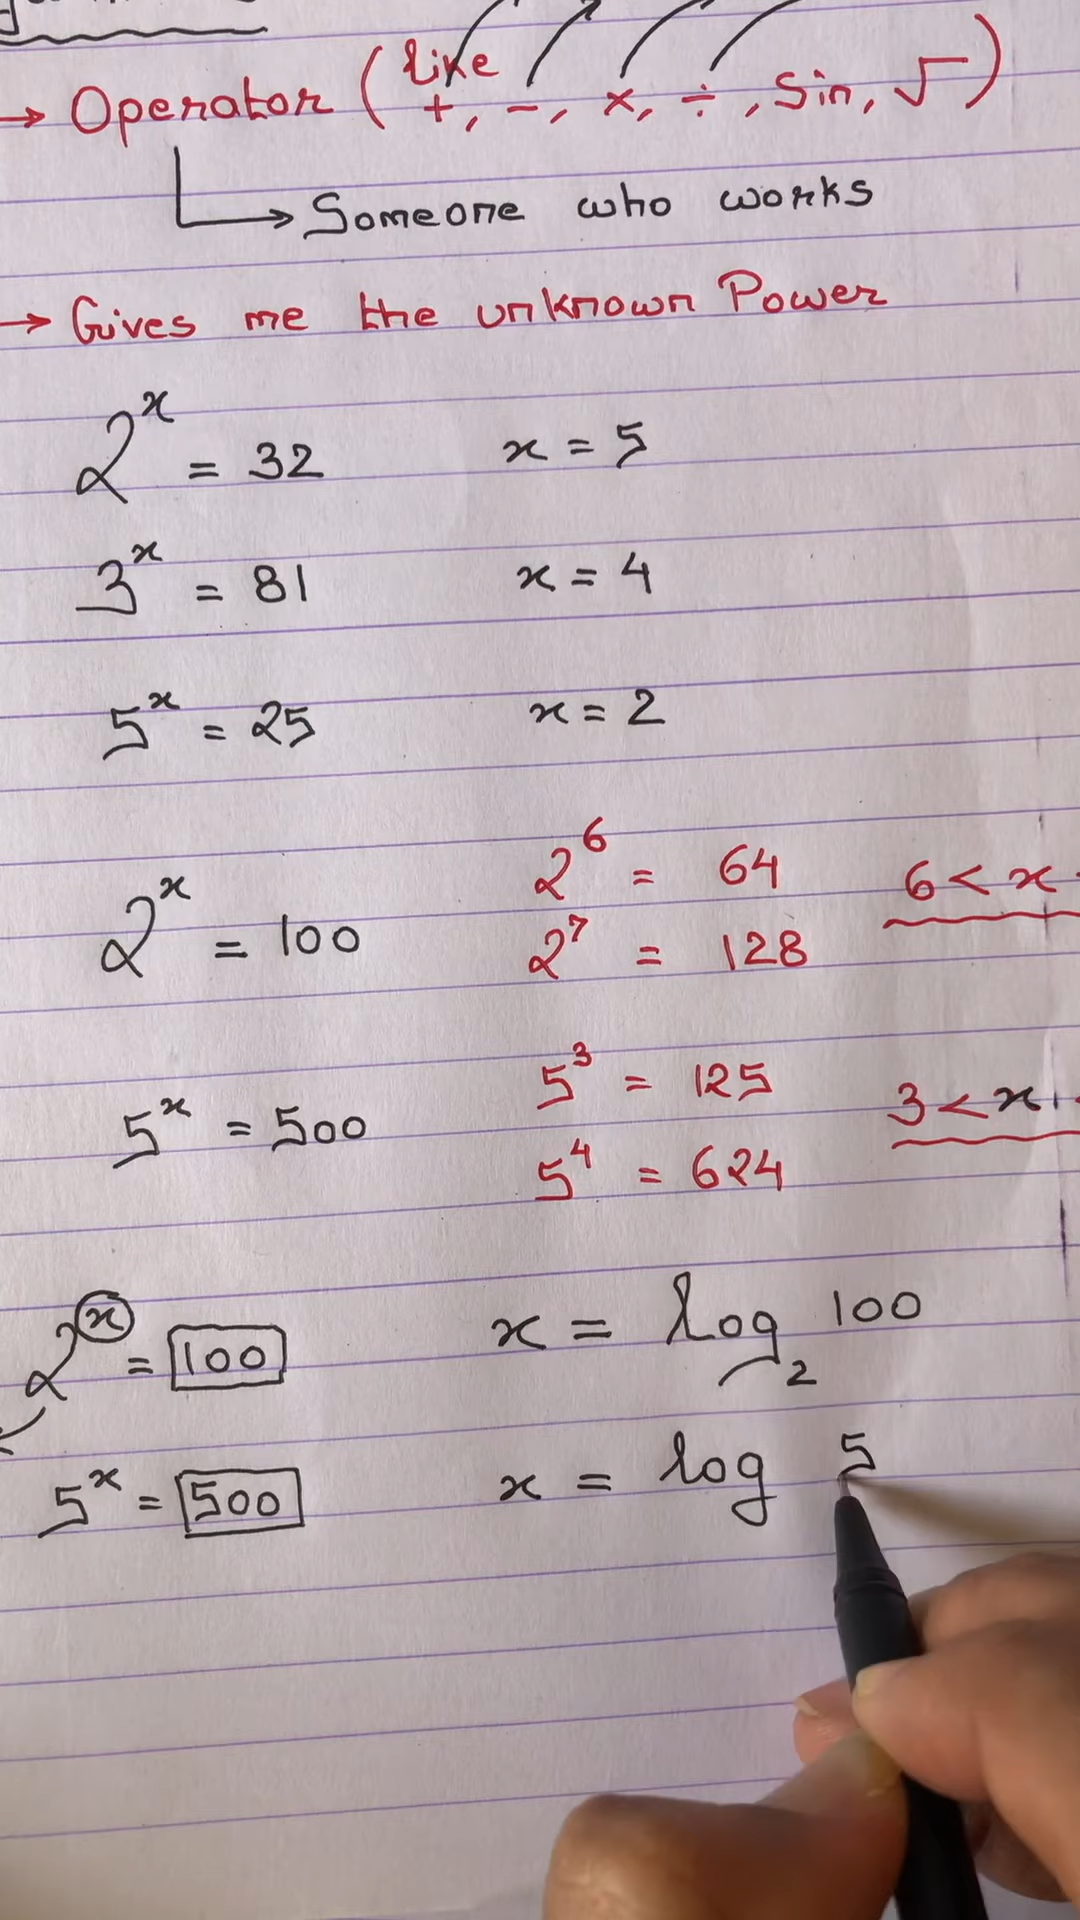 → Operator (like +, -, ×, ÷, Sin, √)
Someone who works
→ Gives me the unknown Power
2^x = 32 x = 5
3^x = 81 x = 4
5^x = 25 x = 2
2^x = 100 2^6 = 64 6 < x
2^7 = 128
5^x = 500 5^3 = 125 3 < x
5^4 = 624
2^x = 100 x = log_2 100
5^x = 500 x = log 5